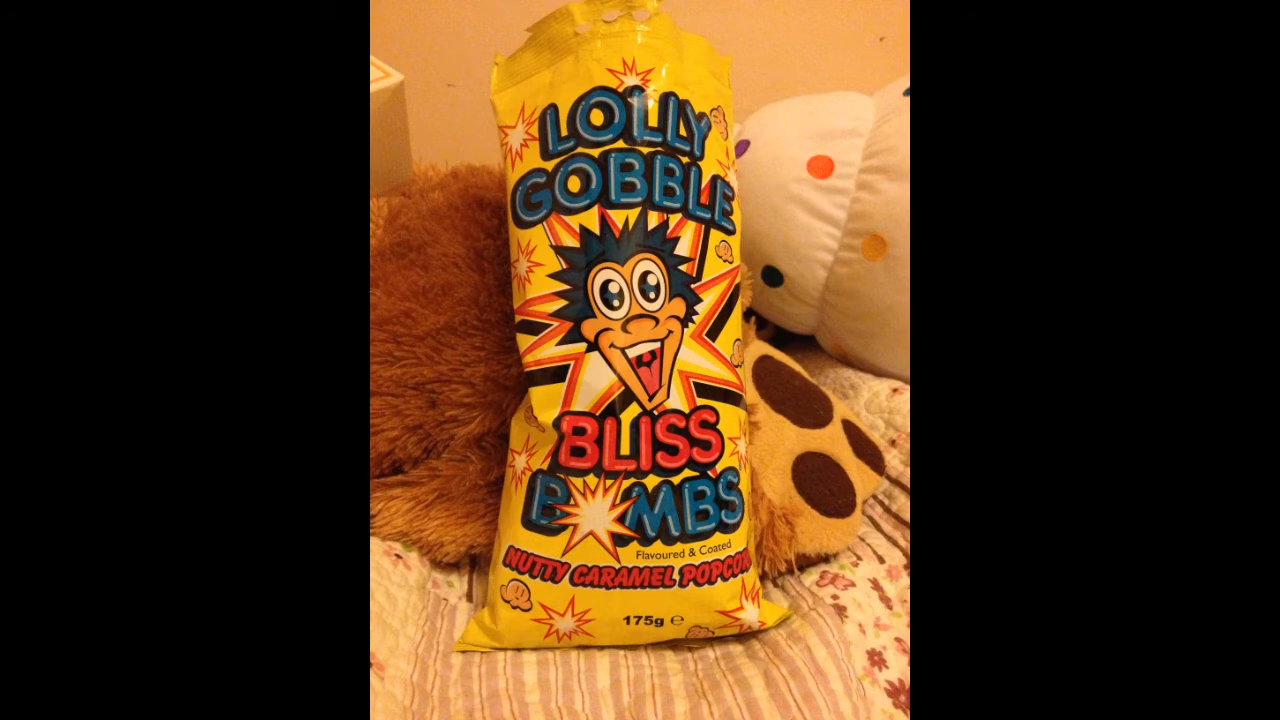 LOLLY
GOBBLE
BLISS
BOMBS
Flavoured & Coated
NUTTY CARAMEL POPCORN
175g ℮